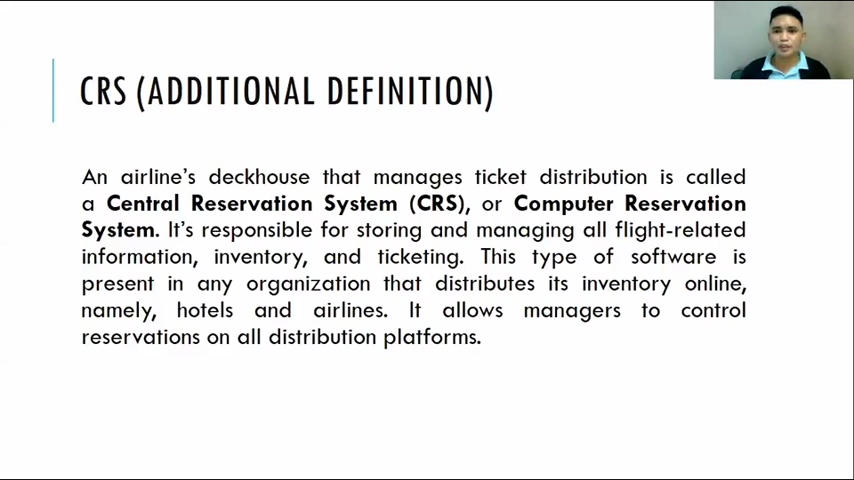 CRS (ADDITIONAL DEFINITION)
An airline's deckhouse that manages ticket distribution is called
a Central Reservation System (CRS), or Computer Reservation
System. It's responsible for storing and managing all flight-related
information, inventory, and ticketing. This type of software is
present in any organization that distributes its inventory online,
namely, hotels and airlines. It allows managers to control
reservations on all distribution platforms.